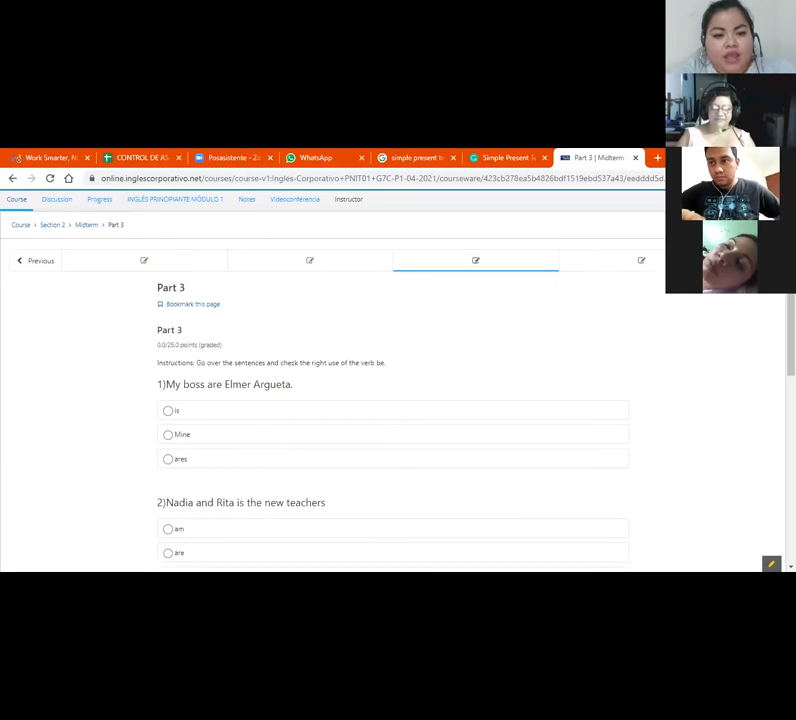 Work Smarter, N
CONTROL DE AS
Posasistente - Zo
WhatsApp
simple present te
Simple Present Te
Part 3 | Midterm
online.inglescorporativo.net/courses/course-v1:Ingles-Corporativo+PNIT01+G7C-P1-04-2021/courseware/423cb278ea5b4826bdf1519ebd537a43/eedddd5d
Course
Discussion
Progress
INGLÉS PRINCIPIANTE MÓDULO 1
Notes
Videoconferencia
Instructor
Course > Section 2 > Midterm > Part 3
Previous
Part 3
Bookmark this page
Part 3
0.0/25.0 points (graded)
Instructions: Go over the sentences and check the right use of the verb be.
1)My boss are Elmer Argueta.
is
Mine
ares
2)Nadia and Rita is the new teachers
am
are